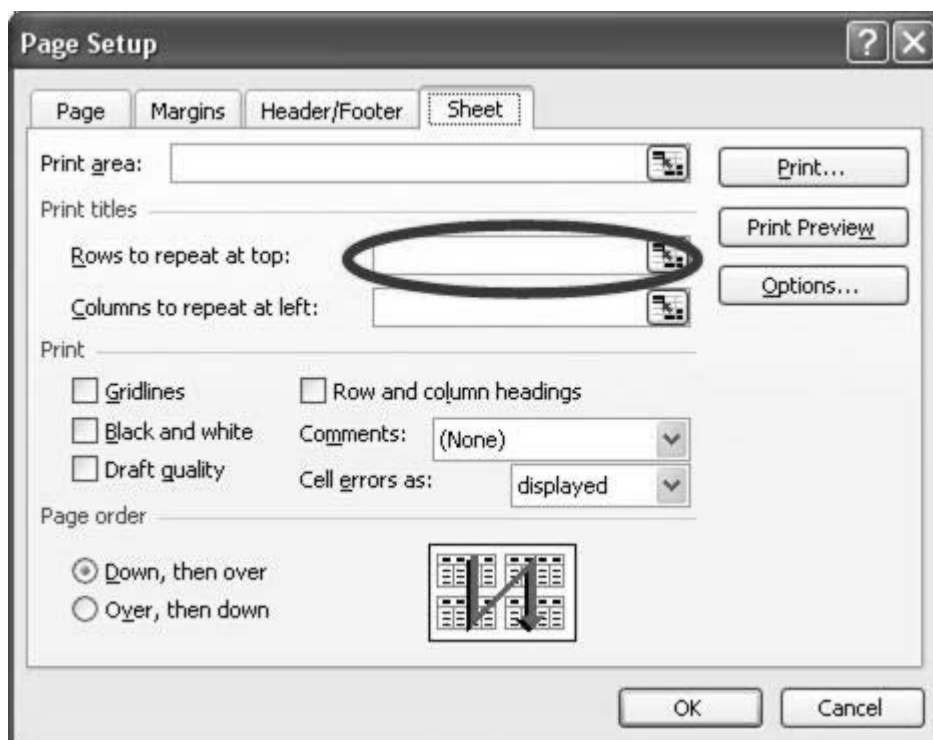 Page Setup
Page Margins Header/Footer Sheet
Print area:
Print...
Print titles
Print Preview
Rows to repeat at top:
Options...
Columns to repeat at left:
Print
Gridlines Row and column headings
Black and white Comments: (None)
Draft quality Cell errors as: displayed
Page order
Down, then over
Over, then down
OK Cancel